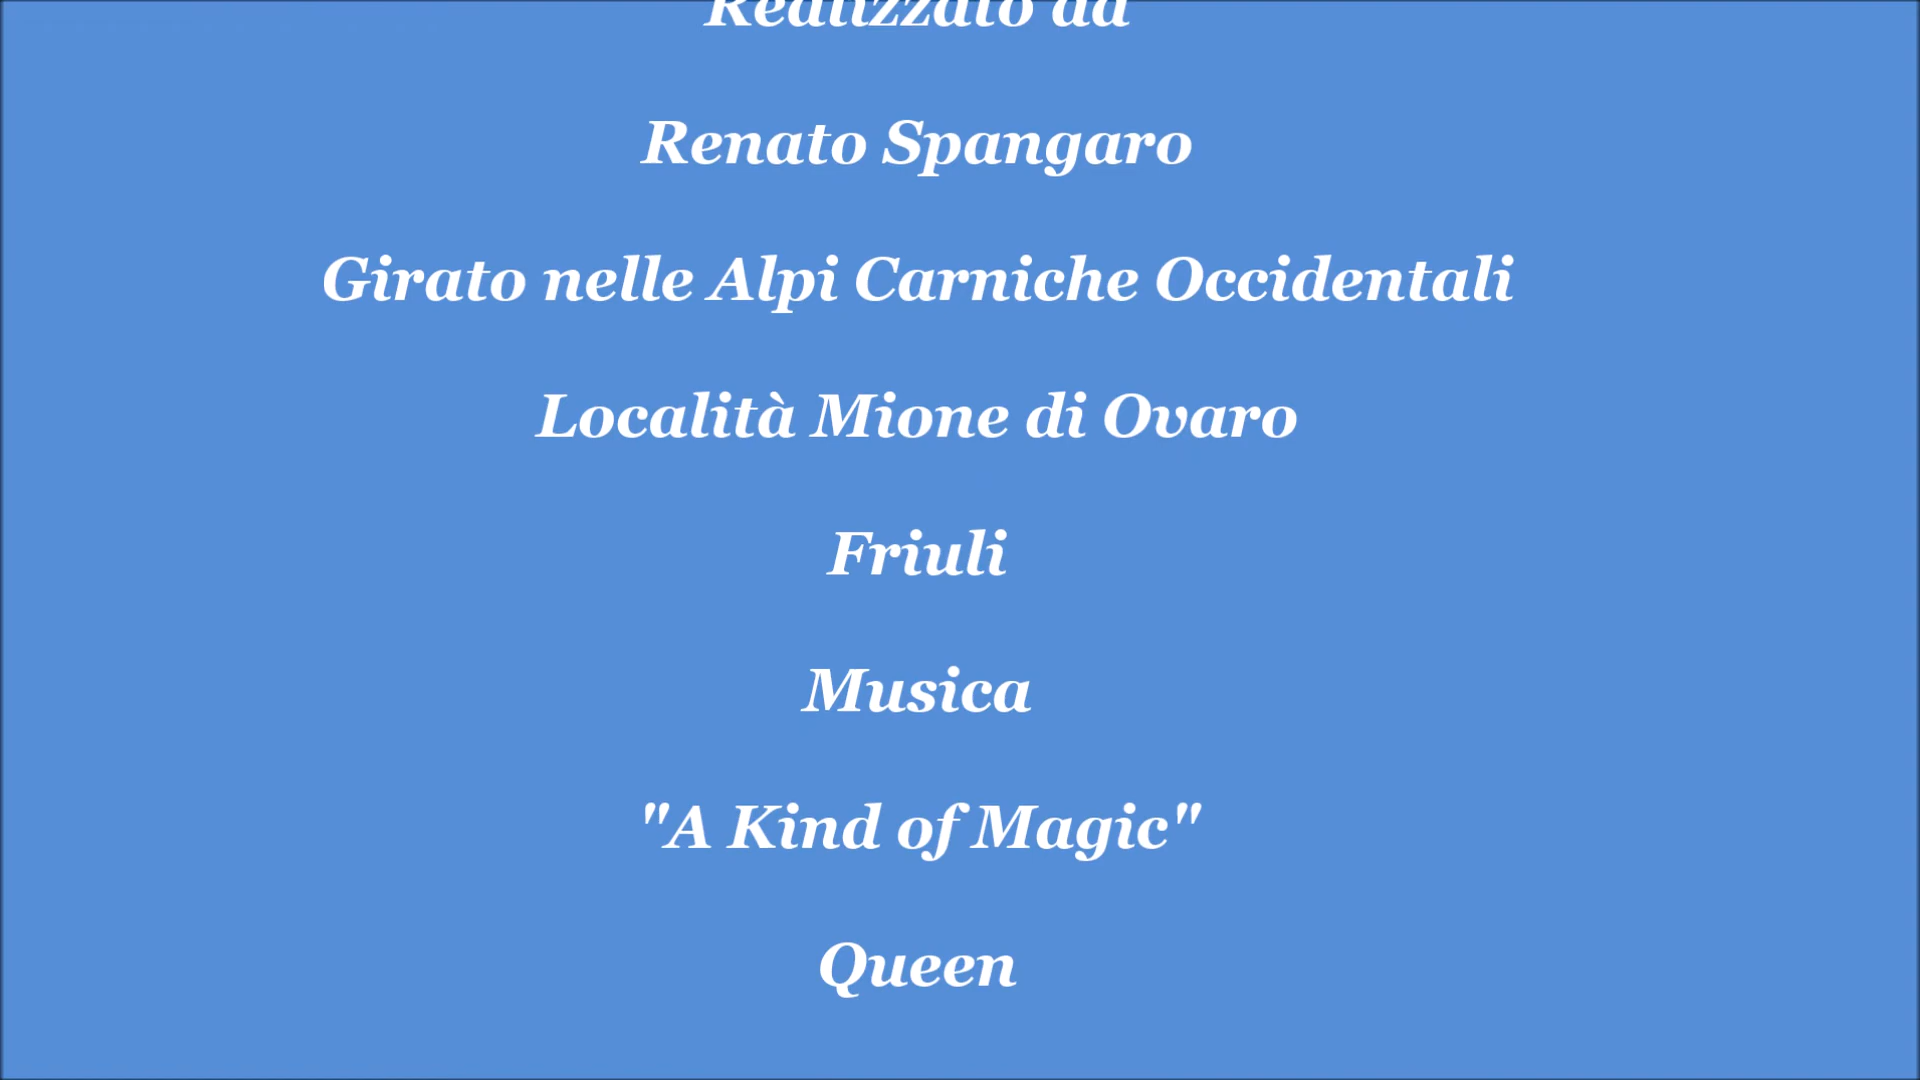 Realizzato da
Renato Spangaro
Girato nelle Alpi Carniche Occidentali
Località Mione di Ovaro
Friuli
Musica
"A Kind of Magic"
Queen